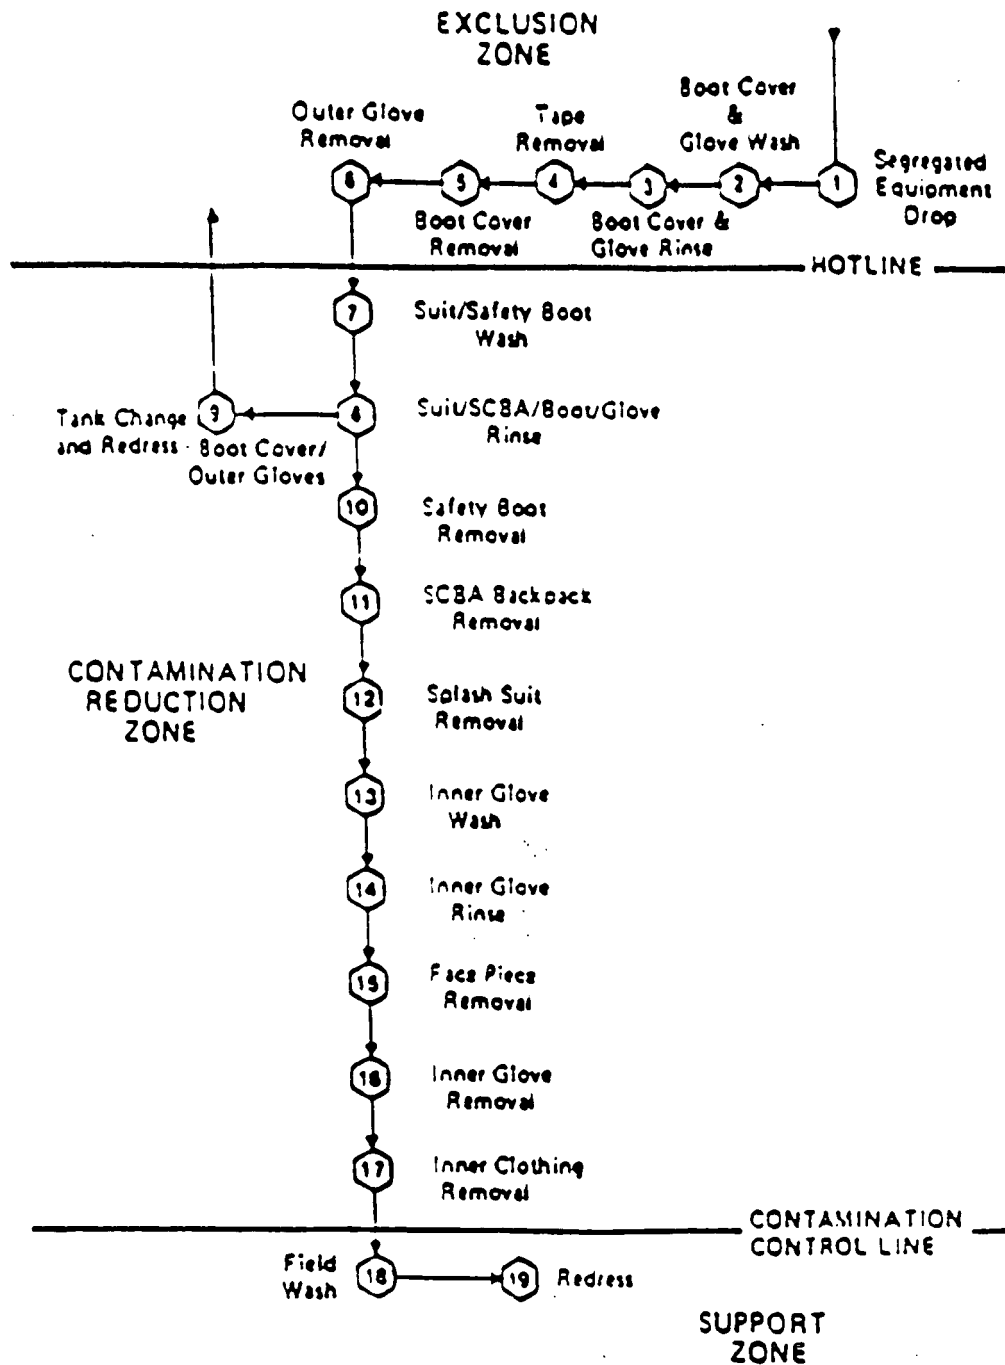 EXCLUSION
ZONE
Boot Cover
&
Glove Wash
Outer Glove
Removal
Tape
Removal
6
5
4
3
2
1
Segregated
Equipment
Drop
Boot Cover
Removal
Boot Cover &
Glove Rinse
HOTLINE
7
Suit/Safety Boot
Wash
9
Tank Change
and Redress - Boot Cover/
Outer Gloves
8
Suit/SCBA/Boot/Glove
Rinse
10
Safety Boot
Removal
11
SCBA Backpack
Removal
CONTAMINATION
REDUCTION
ZONE
12
Splash Suit
Removal
13
Inner Glove
Wash
14
Inner Glove
Rinse
15
Face Piece
Removal
16
Inner Glove
Removal
17
Inner Clothing
Removal
CONTAMINATION
CONTROL LINE
Field
Wash
18
19
Redress
SUPPORT
ZONE